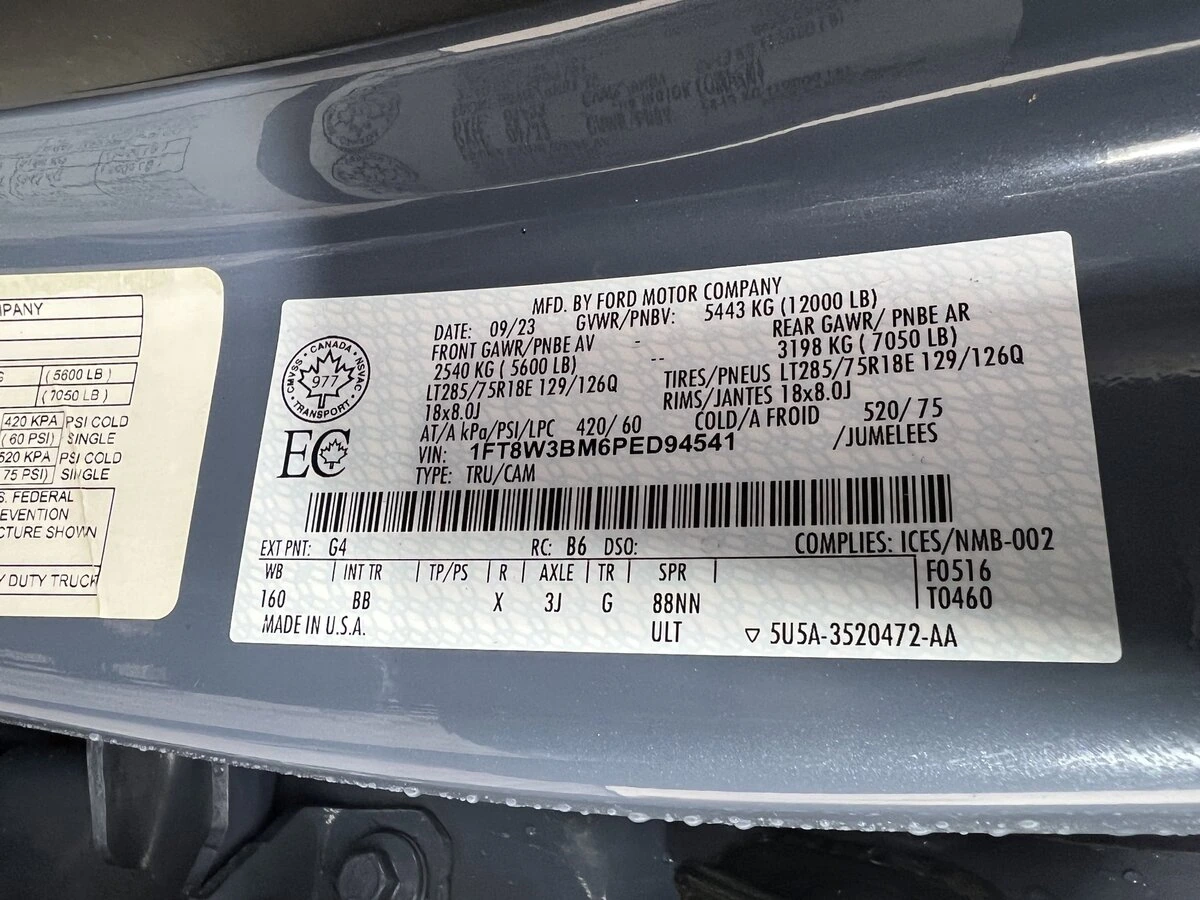 MPANY
(5600 LB)
(7050 LB)
420 KPA PSI COLD
(60 PSI) SINGLE
520 KPA PSI COLD
75 PSI) SINGLE
S. FEDERAL
EVENTION
CTURE SHOWN
Y DUTY TRUCK
MFD. BY FORD MOTOR COMPANY
DATE: 09/23 GVWR/PNBV: 5443 KG (12000 LB)
FRONT GAWR/PNBE AV - REAR GAWR/ PNBE AR
2540 KG ( 5600 LB) -- 3198 KG ( 7050 LB)
LT285/75R18E 129/126Q TIRES/PNEUS LT285/75R18E 129/126Q
18x8.0J RIMS/JANTES 18x8.0J
AT/A kPa/PSI/LPC 420/ 60 COLD/A FROID 520/ 75
VIN: 1FT8W3BM6PED94541 /JUMELEES
TYPE: TRU/CAM
CMVSS · CANADA · NSVAC
977
TRANSPORT
EC
EXT PNT: G4 RC: B6 DSO: COMPLIES: ICES/NMB-002
WB | INT TR | TP/PS | R | AXLE | TR | SPR | F0516
160 BB X 3J G 88NN T0460
MADE IN U.S.A. ULT ▽ 5U5A-3520472-AA